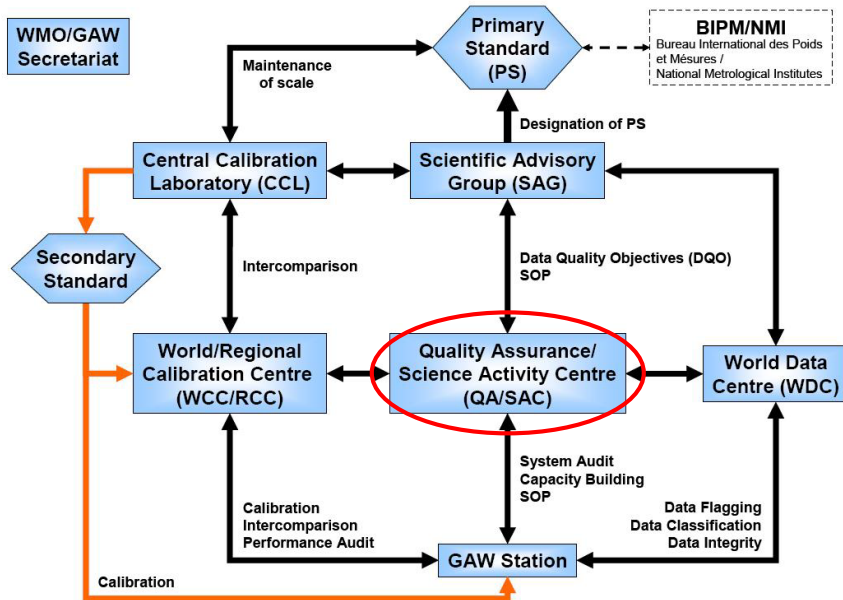 WMO/GAW
Secretariat
Primary
Standard
(PS)
BIPM/NMI
Bureau International des Poids
et Mésures /
National Metrological Institutes
Maintenance
of scale
Designation of PS
Central Calibration
Laboratory (CCL)
Scientific Advisory
Group (SAG)
Secondary
Standard
Intercomparison
Data Quality Objectives (DQO)
SOP
World/Regional
Calibration Centre
(WCC/RCC)
Quality Assurance/
Science Activity Centre
(QA/SAC)
World Data
Centre (WDC)
System Audit
Capacity Building
SOP
Calibration
Intercomparison
Performance Audit
Data Flagging
Data Classification
Data Integrity
GAW Station
Calibration